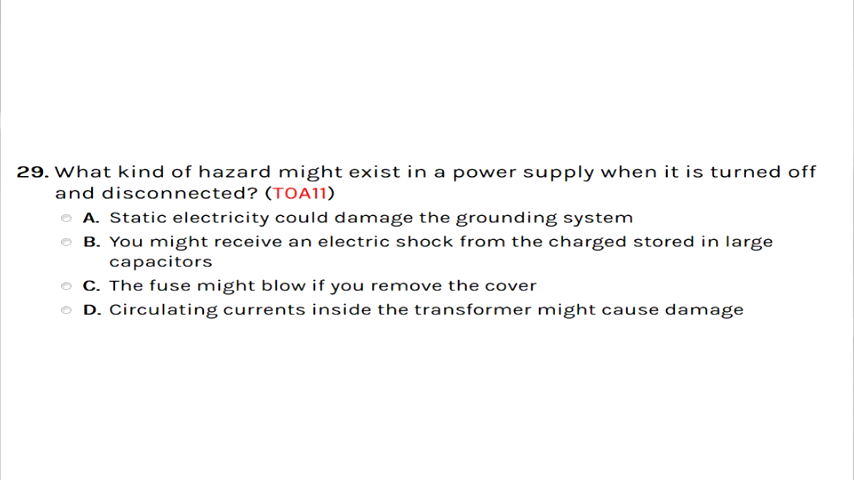 29. What kind of hazard might exist in a power supply when it is turned off
and disconnected? (T0A11)
A. Static electricity could damage the grounding system
B. You might receive an electric shock from the charged stored in large
capacitors
C. The fuse might blow if you remove the cover
D. Circulating currents inside the transformer might cause damage